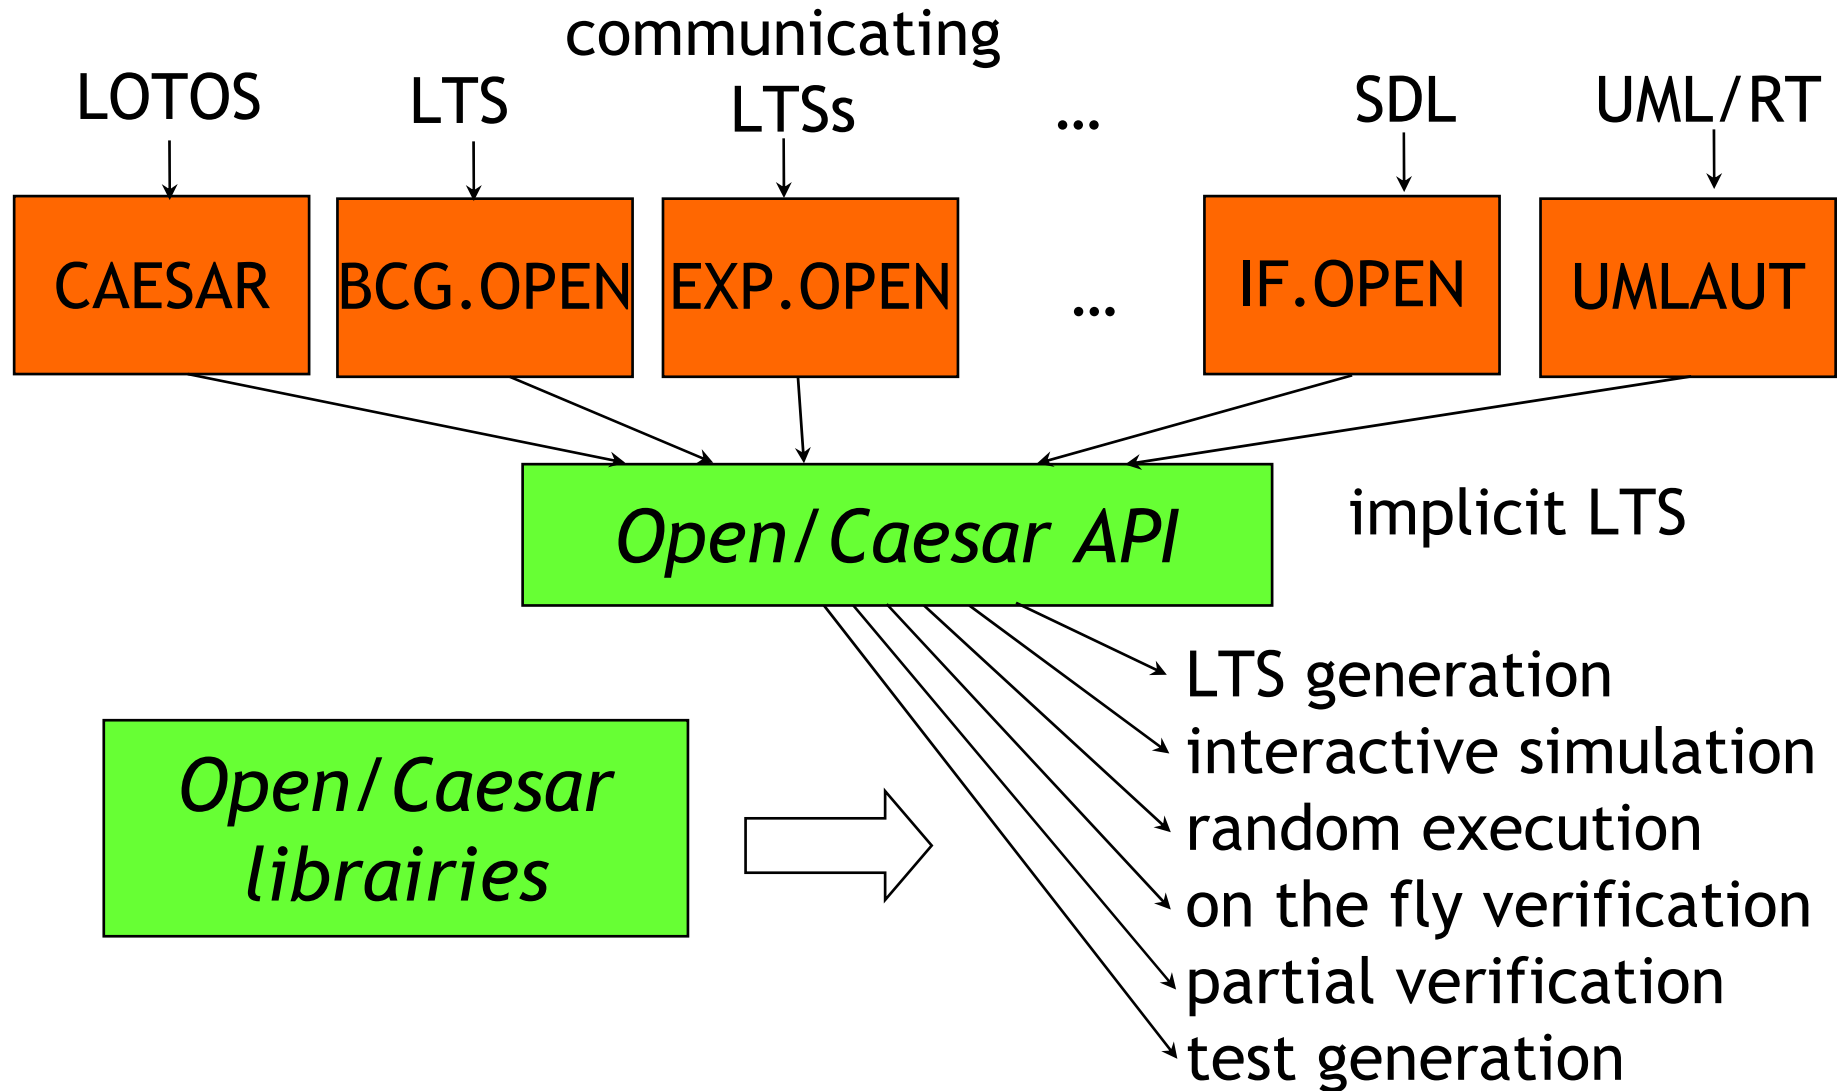 communicating
LOTOS
LTS
LTSs
...
SDL
UML/RT
CAESAR
BCG.OPEN
EXP.OPEN
...
IF.OPEN
UMLAUT
Open/Caesar API
implicit LTS
LTS generation
interactive simulation
random execution
on the fly verification
partial verification
test generation
Open/Caesar
librairies